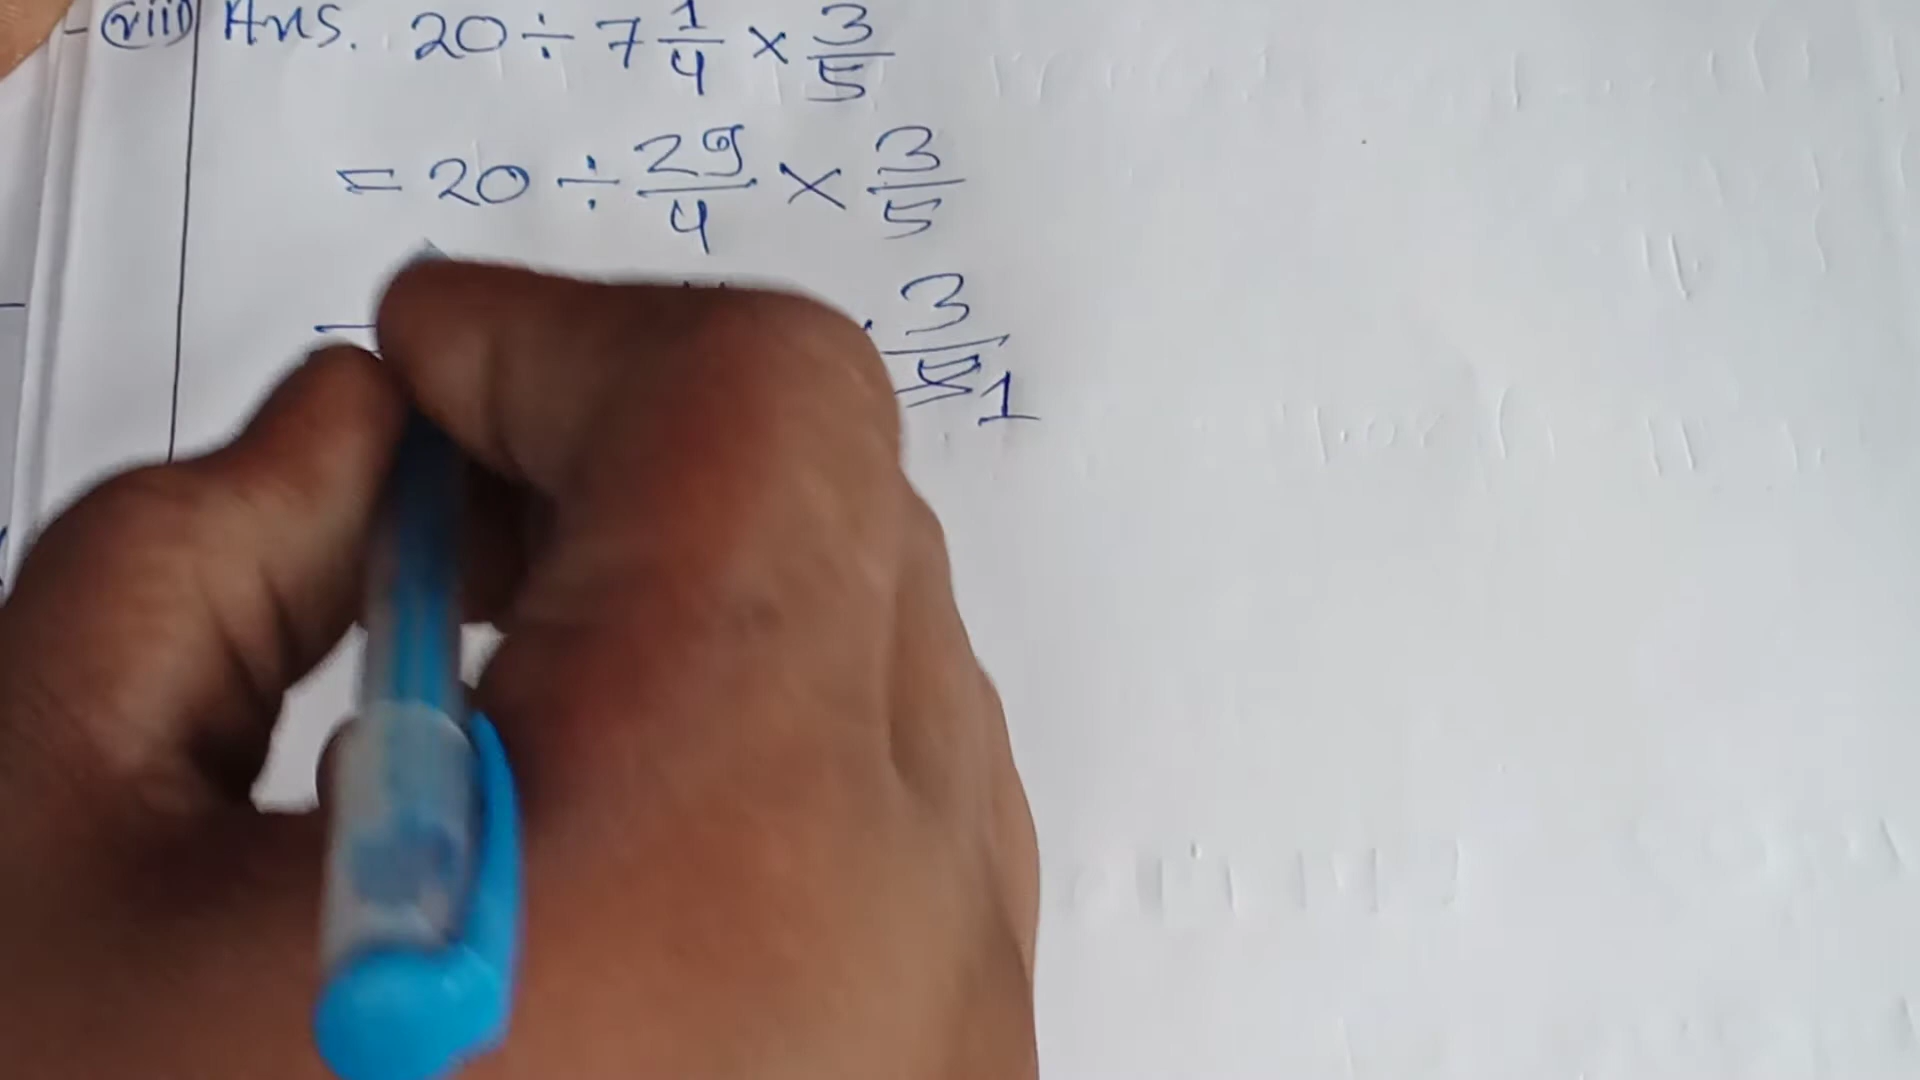 (viii) Ans. 20 ÷ 7 1/4 × 3/5
= 20 ÷ 29/4 × 3/5
3/5 1